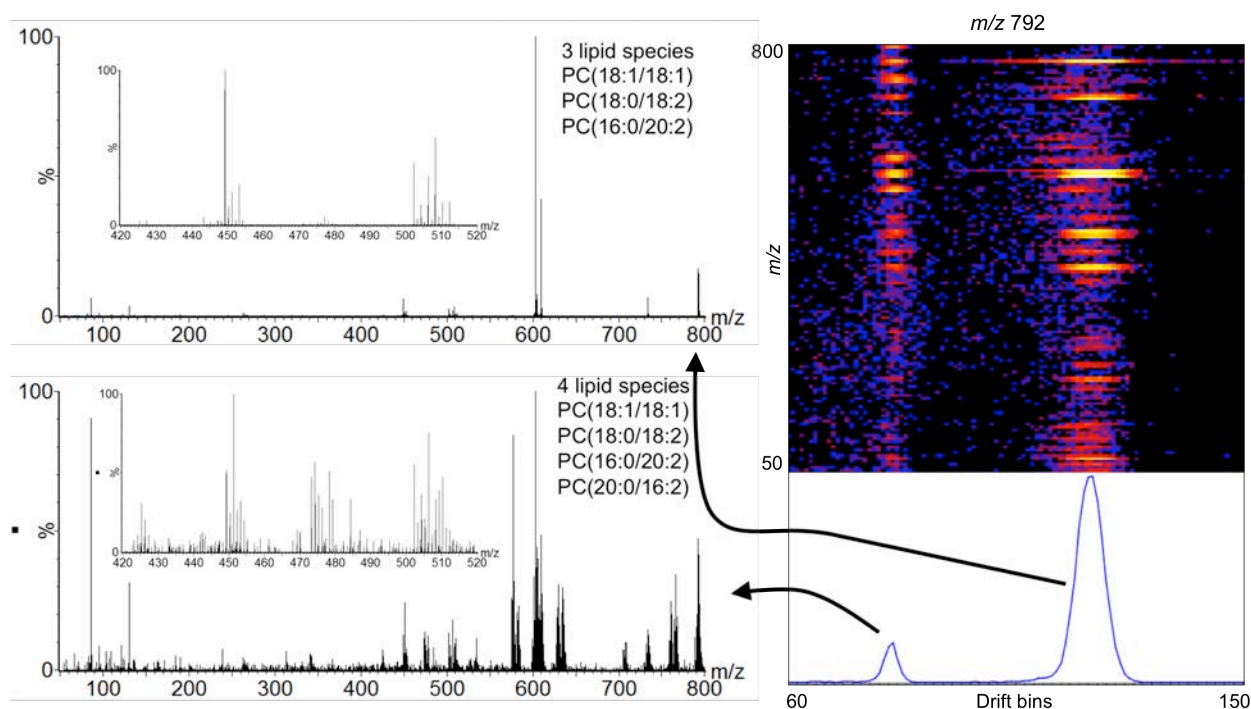 100
%
0
100 200 300 400 500 600 700 800 m/z
100
%
0
420 430 440 450 460 470 480 490 500 510 520 m/z
3 lipid species
PC(18:1/18:1)
PC(18:0/18:2)
PC(16:0/20:2)
100
%
0
100 200 300 400 500 600 700 800 m/z
100
%
0
420 430 440 450 460 470 480 490 500 510 520 m/z
4 lipid species
PC(18:1/18:1)
PC(18:0/18:2)
PC(16:0/20:2)
PC(20:0/16:2)
m/z 792
800
m/z
50
60 Drift bins 150